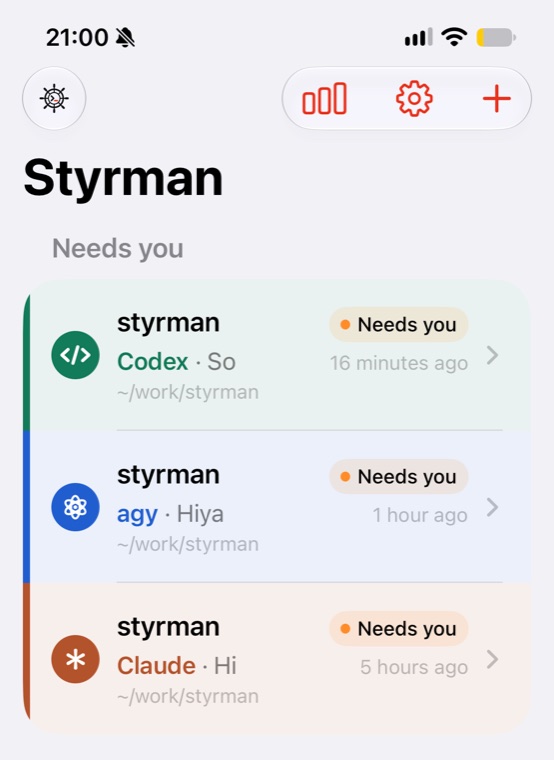 21:00
Styrman
Needs you
styrman
Needs you
Codex · So
16 minutes ago
~/work/styrman
styrman
Needs you
agy · Hiya
1 hour ago
~/work/styrman
styrman
Needs you
Claude · Hi
5 hours ago
~/work/styrman